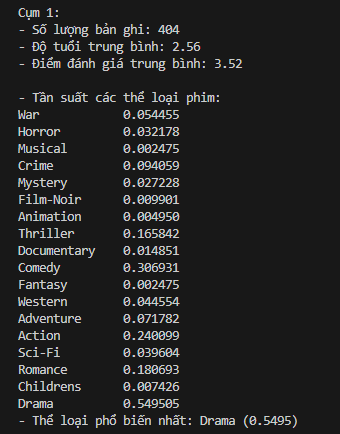 Cụm 1:
- Số lượng bản ghi: 404
- Độ tuổi trung bình: 2.56
- Điểm đánh giá trung bình: 3.52
- Tần suất các thể loại phim:
War 0.054455
Horror 0.032178
Musical 0.002475
Crime 0.094059
Mystery 0.027228
Film-Noir 0.009901
Animation 0.004950
Thriller 0.165842
Documentary 0.014851
Comedy 0.306931
Fantasy 0.002475
Western 0.044554
Adventure 0.071782
Action 0.240099
Sci-Fi 0.039604
Romance 0.180693
Childrens 0.007426
Drama 0.549505
- Thể loại phổ biến nhất: Drama (0.5495)